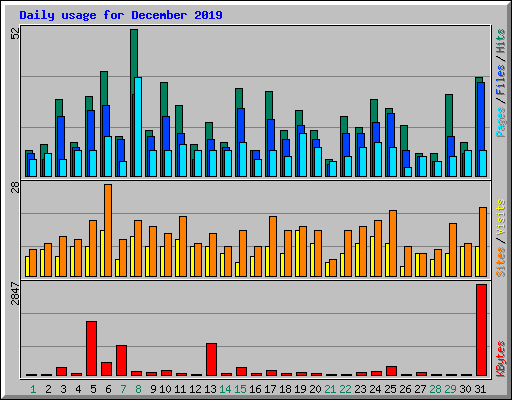 Daily usage for December 2019
52
Pages / Files / Hits
28
Sites / Visits
2847
KBytes
1 2 3 4 5 6 7 8 9 10 11 12 13 14 15 16 17 18 19 20 21 22 23 24 25 26 27 28 29 30 31